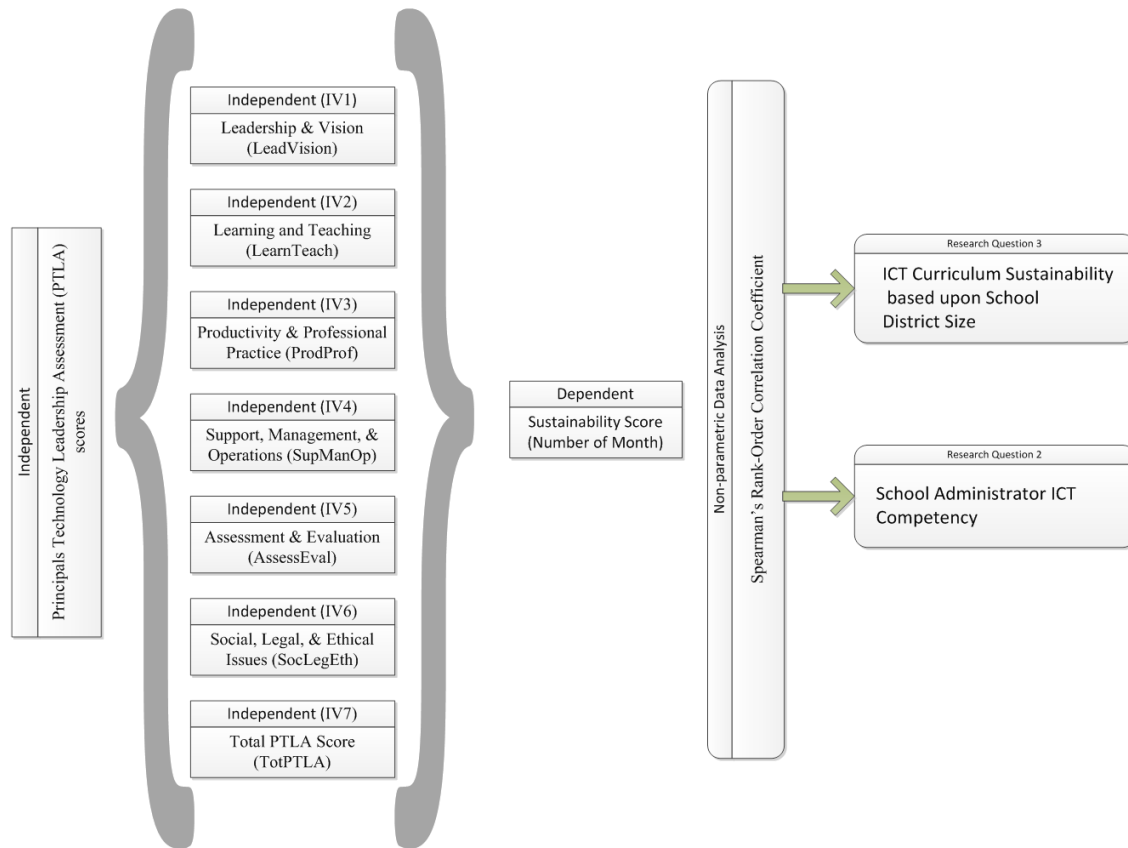 Independent
Principals Technology Leadership Assessment (PTLA)
scores
Independent (IV1)
Leadership & Vision
(LeadVision)
Independent (IV2)
Learning and Teaching
(LearnTeach)
Independent (IV3)
Productivity & Professional
Practice (ProdProf)
Independent (IV4)
Support, Management, &
Operations (SupManOp)
Independent (IV5)
Assessment & Evaluation
(AssessEval)
Independent (IV6)
Social, Legal, & Ethical
Issues (SocLegEth)
Independent (IV7)
Total PTLA Score
(TotPTLA)
Dependent
Sustainability Score
(Number of Month)
Non-parametric Data Analysis
Spearman's Rank-Order Correlation Coefficient
Research Question 3
ICT Curriculum Sustainability
based upon School
District Size
Research Question 2
School Administrator ICT
Competency